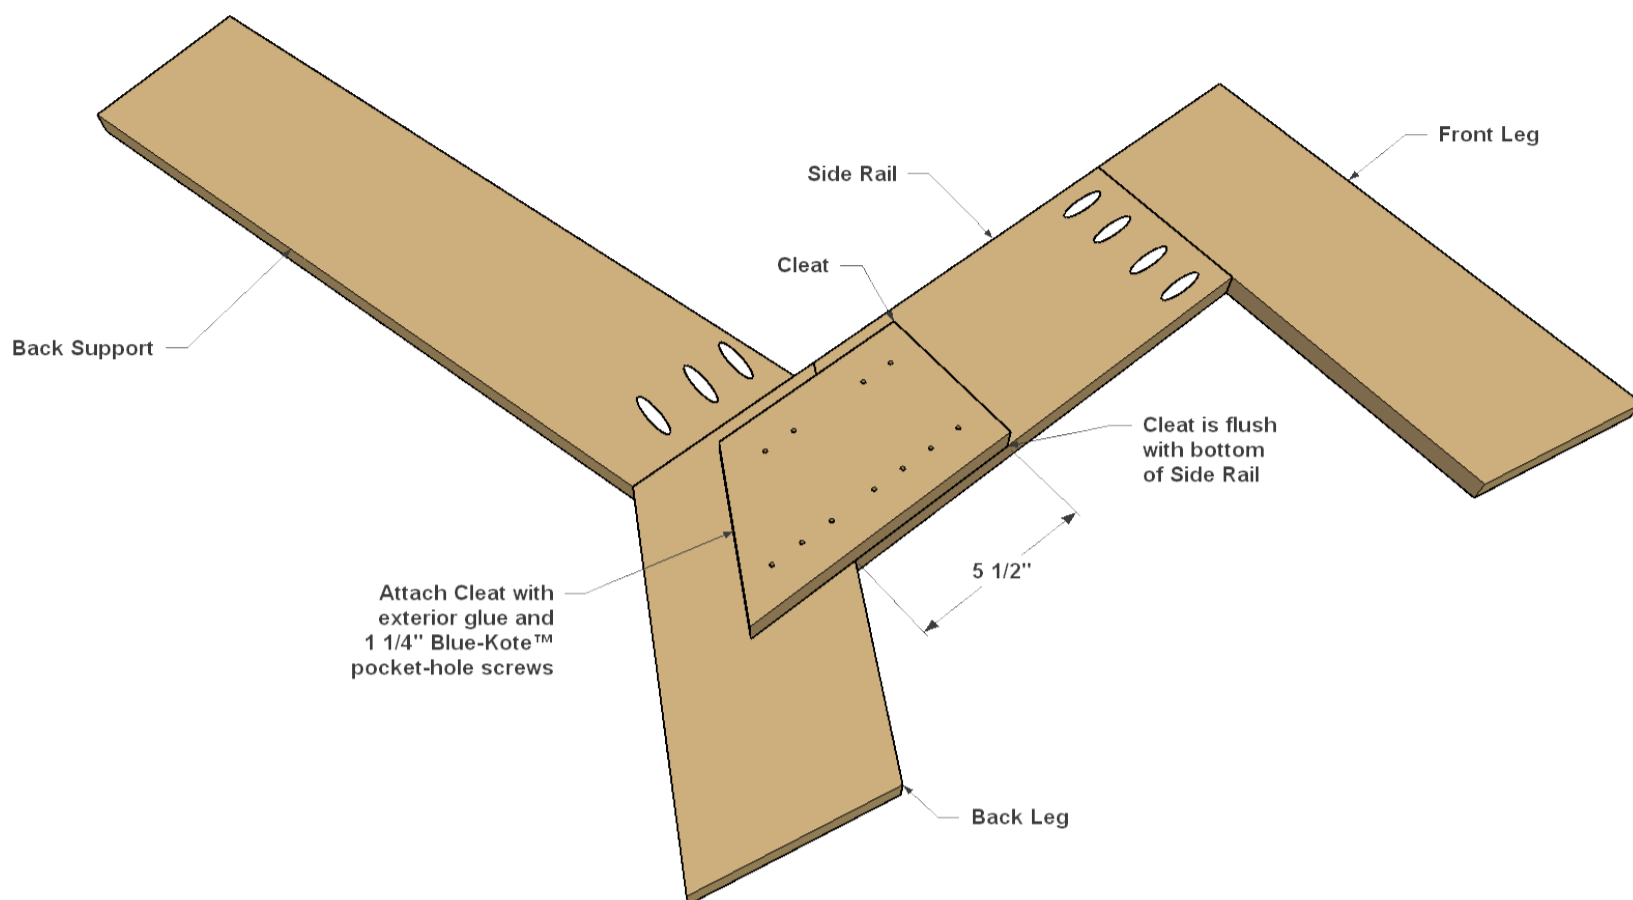 Front Leg
Side Rail
Cleat
Back Support
Cleat is flush
with bottom
of Side Rail
5 1/2"
Attach Cleat with
exterior glue and
1 1/4" Blue-Kote™
pocket-hole screws
Back Leg